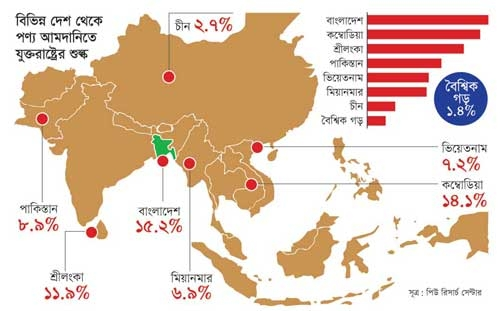 বিভিন্ন দেশ থেকে
পণ্য আমদানিতে
যুক্তরাষ্ট্রের শুল্ক
চীন ২.৭%
বাংলাদেশ
কম্বোডিয়া
শ্রীলংকা
পাকিস্তান
ভিয়েতনাম
মিয়ানমার
চীন
বৈশ্বিক গড়
বৈশ্বিক
গড়
১.৪%
ভিয়েতনাম
৭.২%
কম্বোডিয়া
১৪.১%
পাকিস্তান
৮.৯%
বাংলাদেশ
১৫.২%
শ্রীলংকা
১১.৯%
মিয়ানমার
৬.৯%
সূত্র : পিউ রিসার্চ সেন্টার